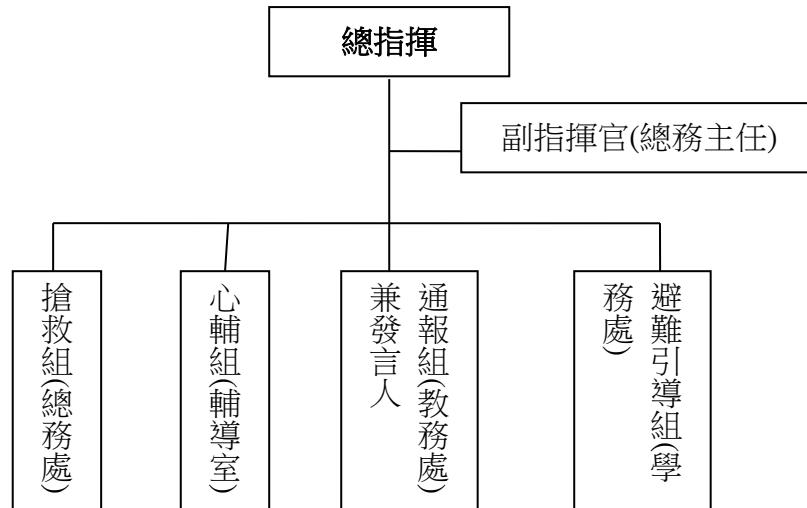 總指揮
副指揮官(總務主任)
搶救組(總務處)
心輔組(輔導室)
通報組(教務處)
兼發言人
避難引導組(學
務處)